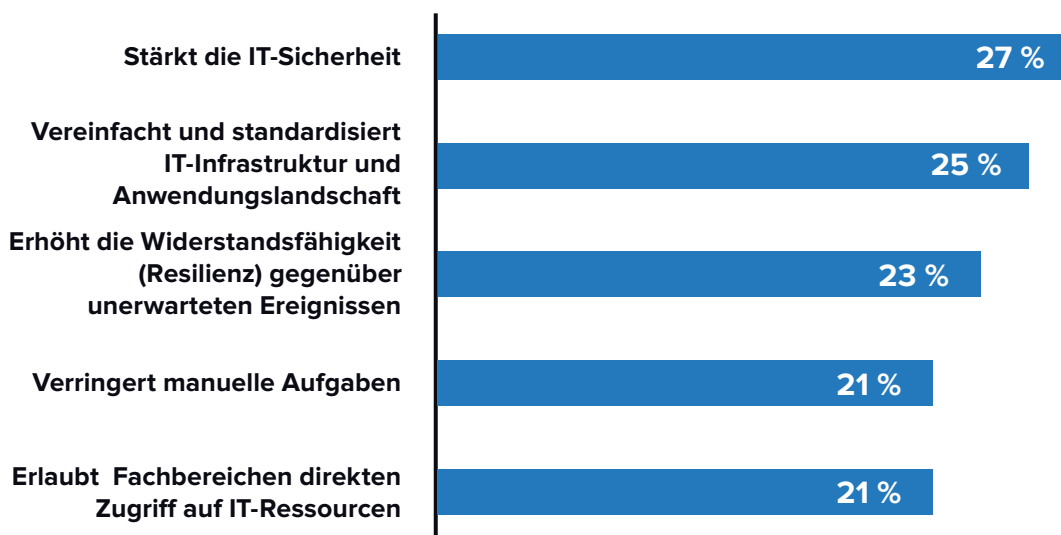 Stärkt die IT-Sicherheit
27 %
Vereinfacht und standardisiert
IT-Infrastruktur und
Anwendungslandschaft
25 %
Erhöht die Widerstandsfähigkeit
(Resilienz) gegenüber
unerwarteten Ereignissen
23 %
Verringert manuelle Aufgaben
21 %
Erlaubt  Fachbereichen direkten
Zugriff auf IT-Ressourcen
21 %